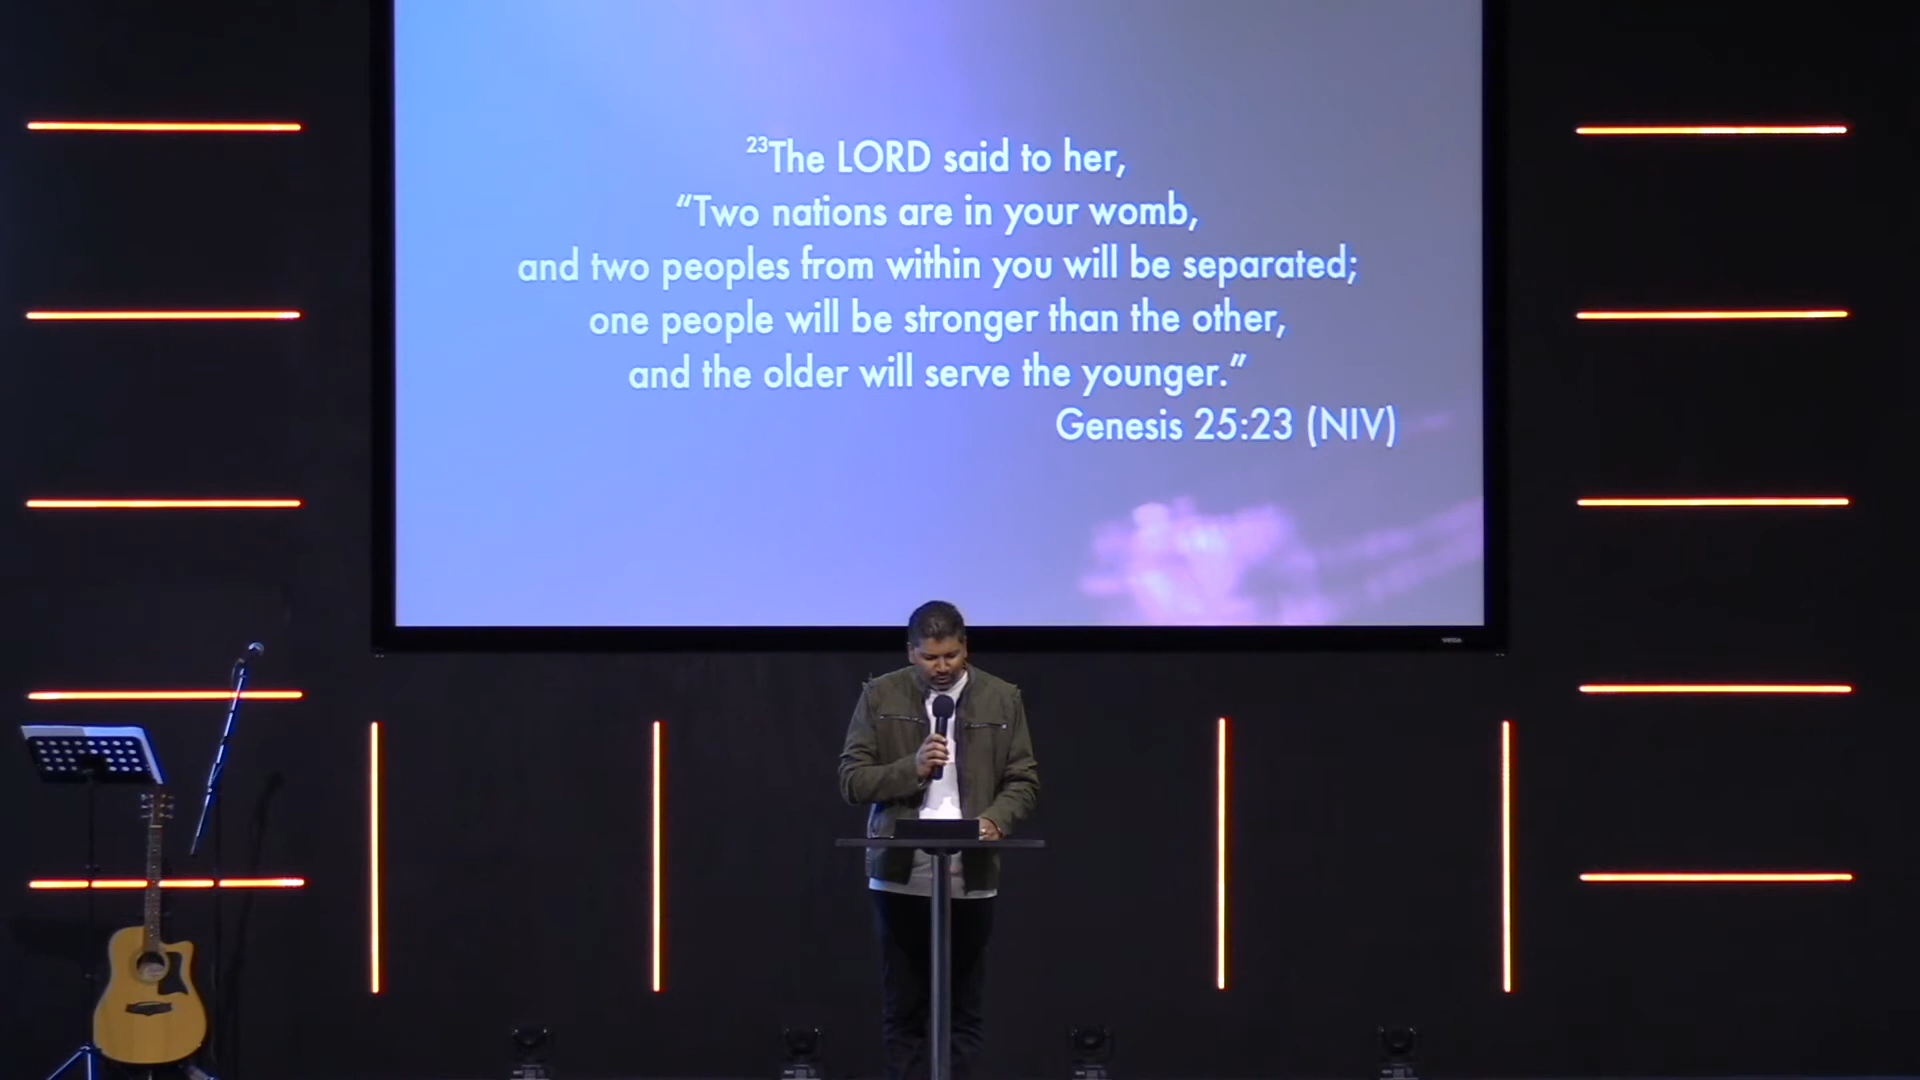 ²³The LORD said to her,
“Two nations are in your womb,
and two peoples from within you will be separated;
one people will be stronger than the other,
and the older will serve the younger.”
Genesis 25:23 (NIV)